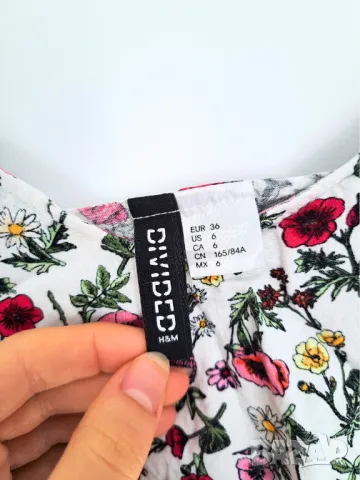 DIVIDED
H&M
EUR 36
US 6
CA 6
CN 165/84A
MX 6